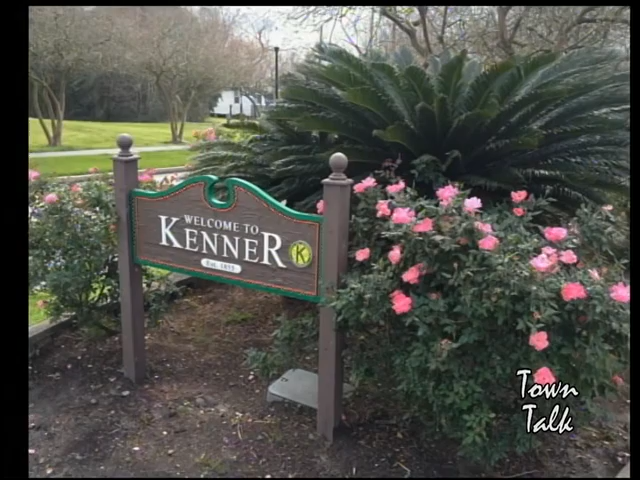 WELCOME TO
KENNER
K
Est. 1855
Town
Talk